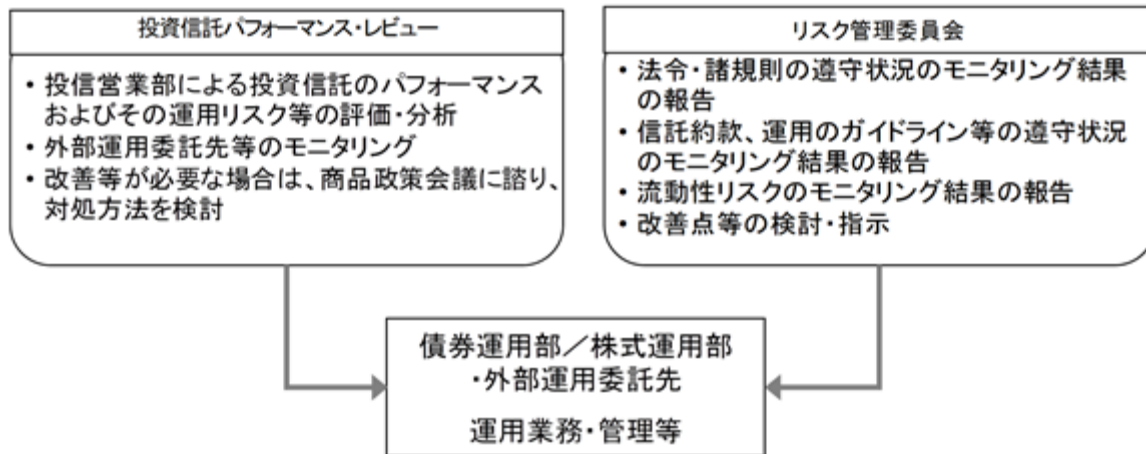 投資信託パフォーマンス・レビュー
・投信営業部による投資信託のパフォーマンス
およびその運用リスク等の評価・分析
・外部運用委託先等のモニタリング
・改善等が必要な場合は、商品政策会議に諮り、
対処方法を検討
リスク管理委員会
・法令・諸規則の遵守状況のモニタリング結果
の報告
・信託約款、運用のガイドライン等の遵守状況
のモニタリング結果の報告
・流動性リスクのモニタリング結果の報告
・改善点等の検討・指示
債券運用部／株式運用部
・外部運用委託先
運用業務・管理等